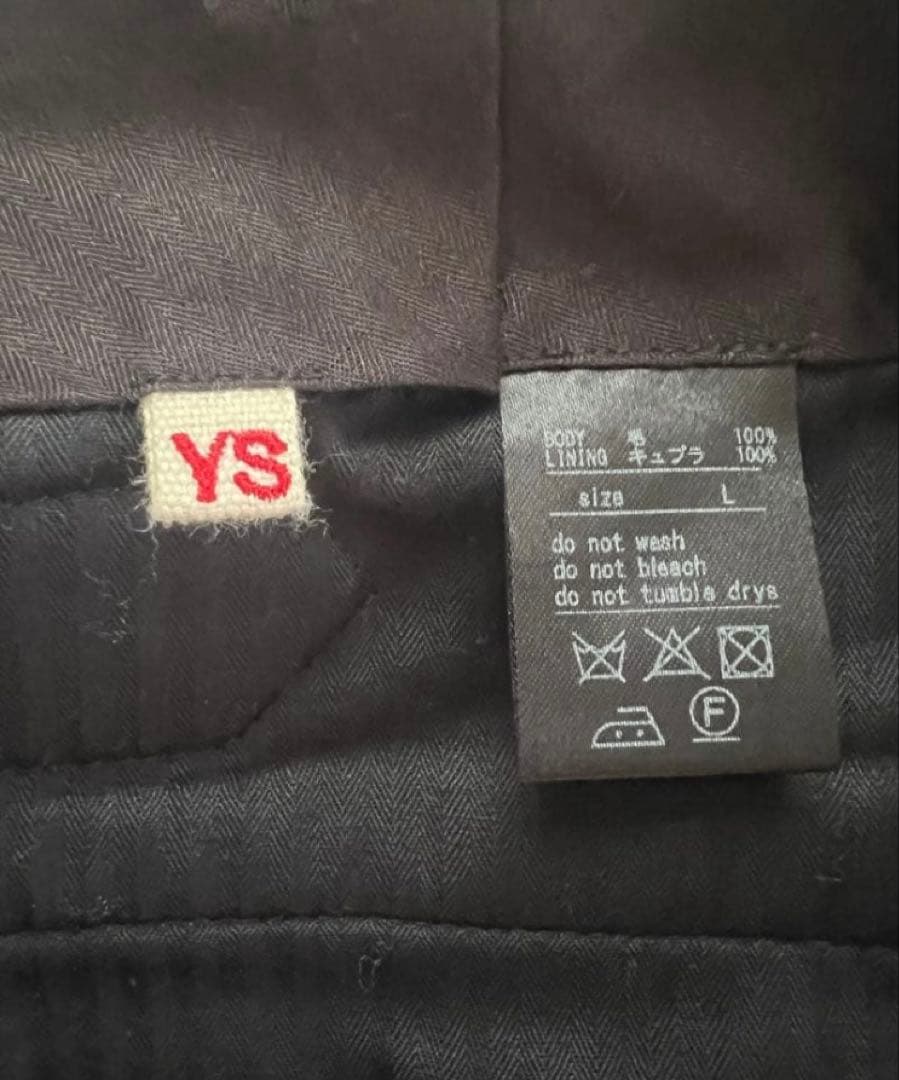 YS
BODY 毛 100%
LINING キュプラ 100%
size L
do not wash
do not bleach
do not tumble drys
F